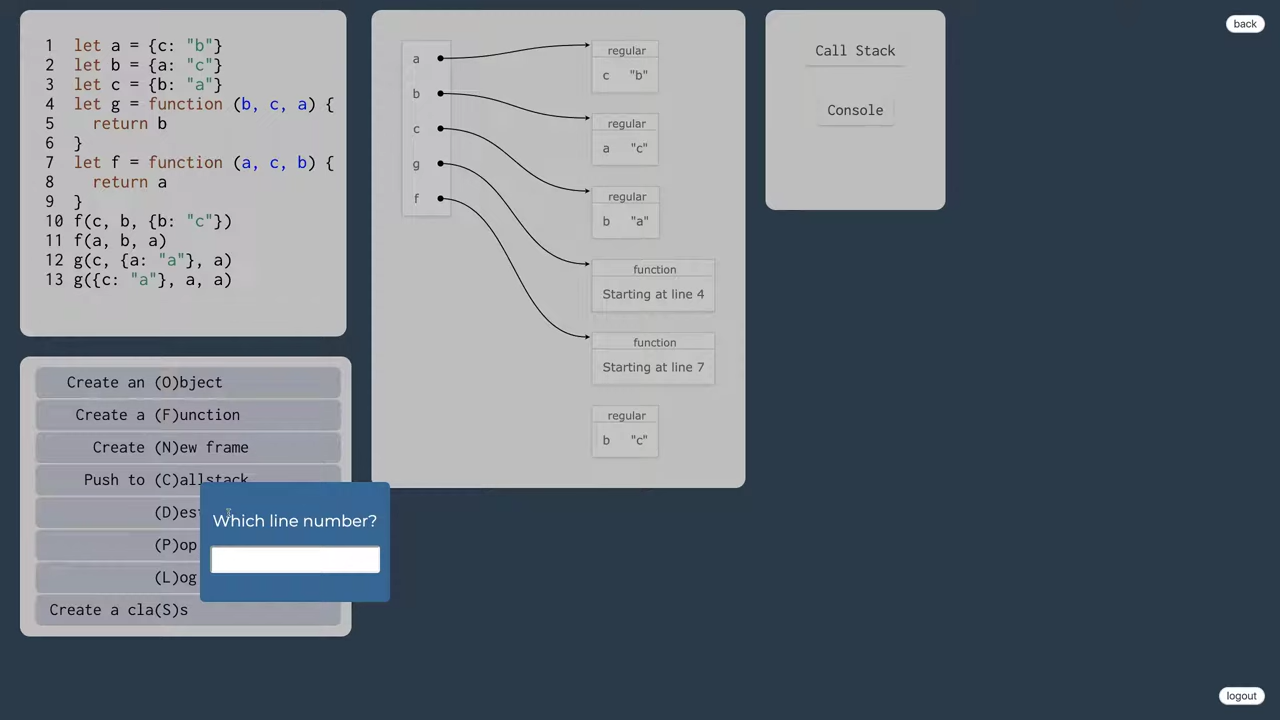 1 let a = {c: "b"}
2 let b = {a: "c"}
3 let c = {b: "a"}
4 let g = function (b, c, a) {
5 return b
6 }
7 let f = function (a, c, b) {
8 return a
9 }
10 f(c, b, {b: "c"})
11 f(a, b, a)
12 g(c, {a: "a"}, a)
13 g({c: "a"}, a, a)
Create an (O)bject
Create a (F)unction
Create (N)ew frame
Push to (C)allstack
(P)op
(L)og
Create a cla(S)s
Which line number?
a
b
c
g
f
regular
c "b"
regular
a "c"
regular
b "a"
function
Starting at line 4
function
Starting at line 7
regular
b "c"
Call Stack
Console
back
logout